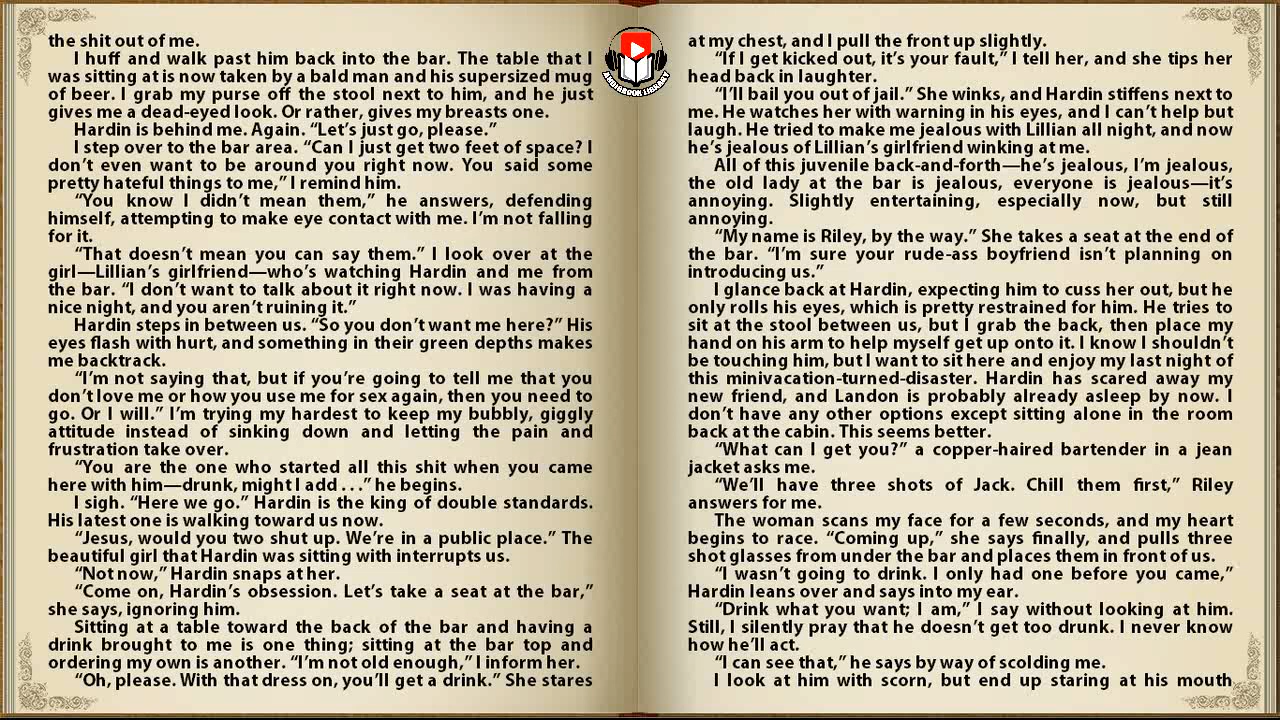 the shit out of me.
I huff and walk past him back into the bar. The table that I
was sitting at is now taken by a bald man and his supersized mug
of beer. I grab my purse off the stool next to him, and he just
gives me a dead-eyed look. Or rather, gives my breasts one.
Hardin is behind me. Again. “Let’s just go, please.”
I step over to the bar area. “Can I just get two feet of space? I
don’t even want to be around you right now. You said some
pretty hateful things to me,” I remind him.
“You know I didn’t mean them,” he answers, defending
himself, attempting to make eye contact with me. I’m not falling
for it.
“That doesn’t mean you can say them.” I look over at the
girl—Lillian’s girlfriend—who’s watching Hardin and me from
the bar. “I don’t want to talk about it right now. I was having a
nice night, and you aren’t ruining it.”
Hardin steps in between us. “So you don’t want me here?” His
eyes flash with hurt, and something in their green depths makes
me backtrack.
“I’m not saying that, but if you’re going to tell me that you
don’t love me or how you use me for sex again, then you need to
go. Or I will.” I’m trying my hardest to keep my bubbly, giggly
attitude instead of sinking down and letting the pain and
frustration take over.
“You are the one who started all this shit when you came
here with him—drunk, might I add . . .” he begins.
I sigh. “Here we go.” Hardin is the king of double standards.
His latest one is walking toward us now.
“Jesus, would you two shut up. We’re in a public place.” The
beautiful girl that Hardin was sitting with interrupts us.
“Not now,” Hardin snaps at her.
“Come on, Hardin’s obsession. Let’s take a seat at the bar,”
she says, ignoring him.
Sitting at a table toward the back of the bar and having a
drink brought to me is one thing; sitting at the bar top and
ordering my own is another. “I’m not old enough,” I inform her.
“Oh, please. With that dress on, you’ll get a drink.” She stares
at my chest, and I pull the front up slightly.
“If I get kicked out, it’s your fault,” I tell her, and she tips her
head back in laughter.
“I’ll bail you out of jail.” She winks, and Hardin stiffens next to
me. He watches her with warning in his eyes, and I can’t help but
laugh. He tried to make me jealous with Lillian all night, and now
he’s jealous of Lillian’s girlfriend winking at me.
All of this juvenile back-and-forth—he’s jealous, I’m jealous,
the old lady at the bar is jealous, everyone is jealous—it’s
annoying. Slightly entertaining, especially now, but still
annoying.
“My name is Riley, by the way.” She takes a seat at the end of
the bar. “I’m sure your rude-ass boyfriend isn’t planning on
introducing us.”
I glance back at Hardin, expecting him to cuss her out, but he
only rolls his eyes, which is pretty restrained for him. He tries to
sit at the stool between us, but I grab the back, then place my
hand on his arm to help myself get up onto it. I know I shouldn’t
be touching him, but I want to sit here and enjoy my last night of
this minivacation-turned-disaster. Hardin has scared away my
new friend, and Landon is probably already asleep by now. I
don’t have any other options except sitting alone in the room
back at the cabin. This seems better.
“What can I get you?” a copper-haired bartender in a jean
jacket asks me.
“We’ll have three shots of Jack. Chill them first,” Riley
answers for me.
The woman scans my face for a few seconds, and my heart
begins to race. “Coming up,” she says finally, and pulls three
shot glasses from under the bar and places them in front of us.
“I wasn’t going to drink. I only had one before you came,”
Hardin leans over and says into my ear.
“Drink what you want; I am,” I say without looking at him.
Still, I silently pray that he doesn’t get too drunk. I never know
how he’ll act.
“I can see that,” he says by way of scolding me.
I look at him with scorn, but end up staring at his mouth
AUDIOBOOK LIBRARY